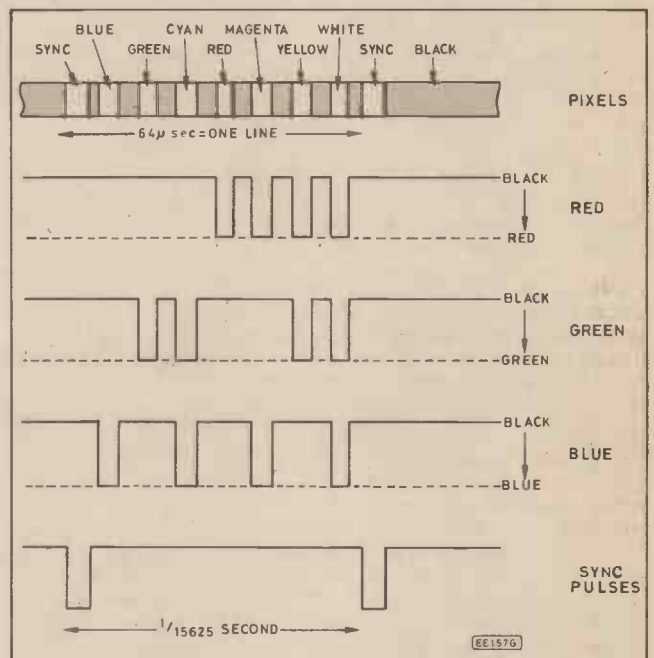 BLUE CYAN MAGENTA WHITE
SYNC GREEN RED YELLOW SYNC BLACK
PIXELS
64μ sec = ONE LINE
BLACK
RED
RED
BLACK
GREEN
GREEN
BLACK
BLUE
BLUE
SYNC
PULSES
1/15625 SECOND
EE157G